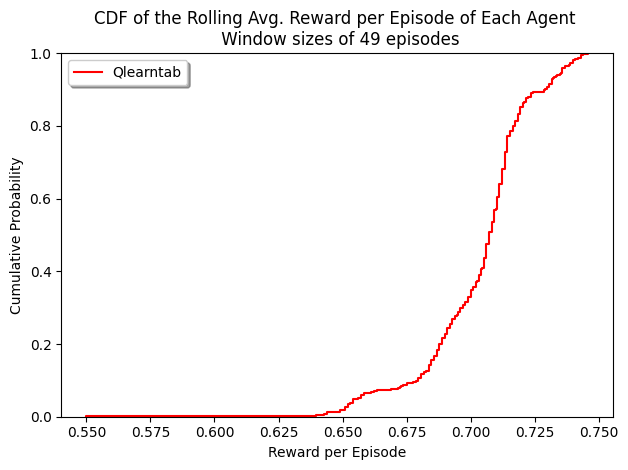 CDF of the Rolling Avg. Reward per Episode of Each Agent
Window sizes of 49 episodes
Qlearntab
Cumulative Probability
1.0
0.8
0.6
0.4
0.2
0.0
0.550 0.575 0.600 0.625 0.650 0.675 0.700 0.725 0.750
Reward per Episode